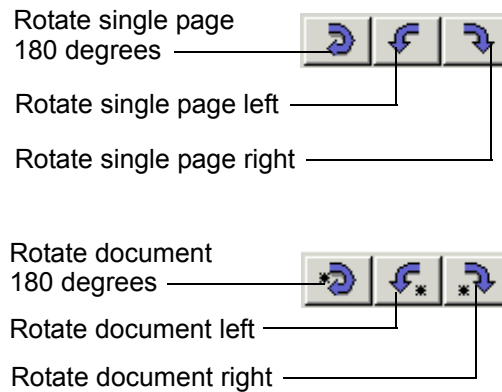 Rotate single page
180 degrees
Rotate single page left
Rotate single page right
Rotate document
180 degrees
Rotate document left
Rotate document right